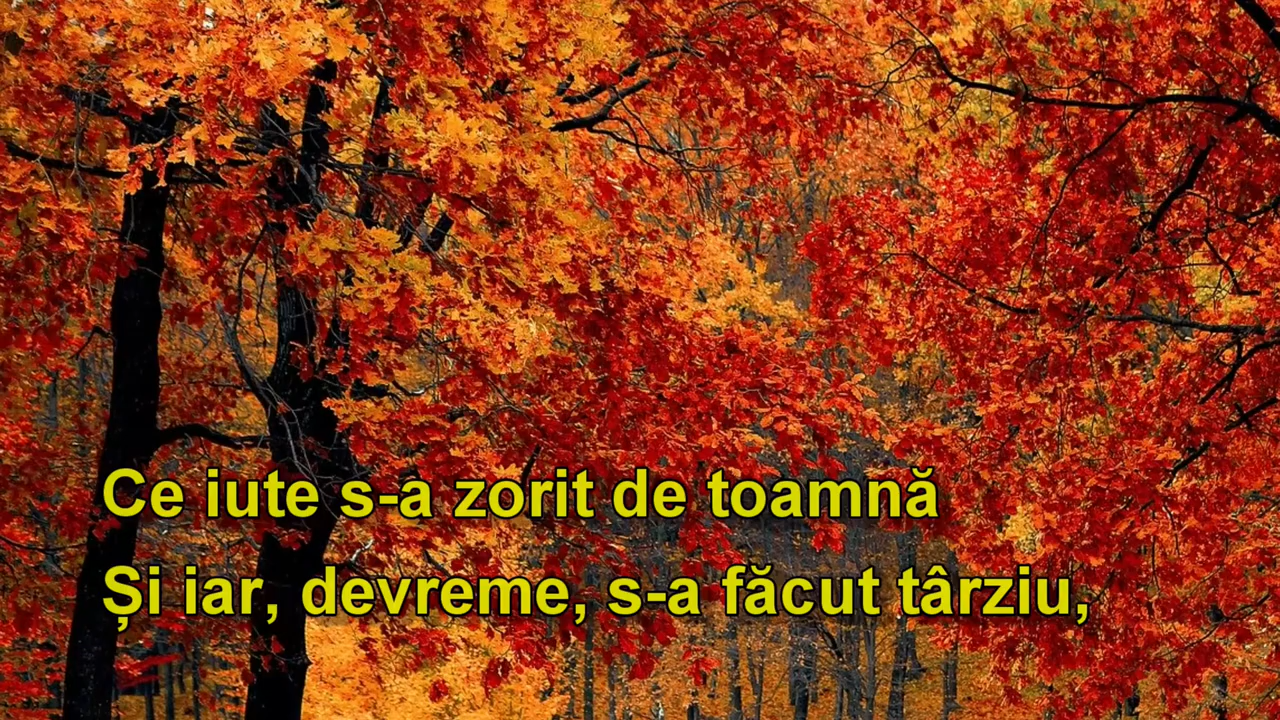 Ce iute s-a zorit de toamnă
Și iar, devreme, s-a făcut târziu,